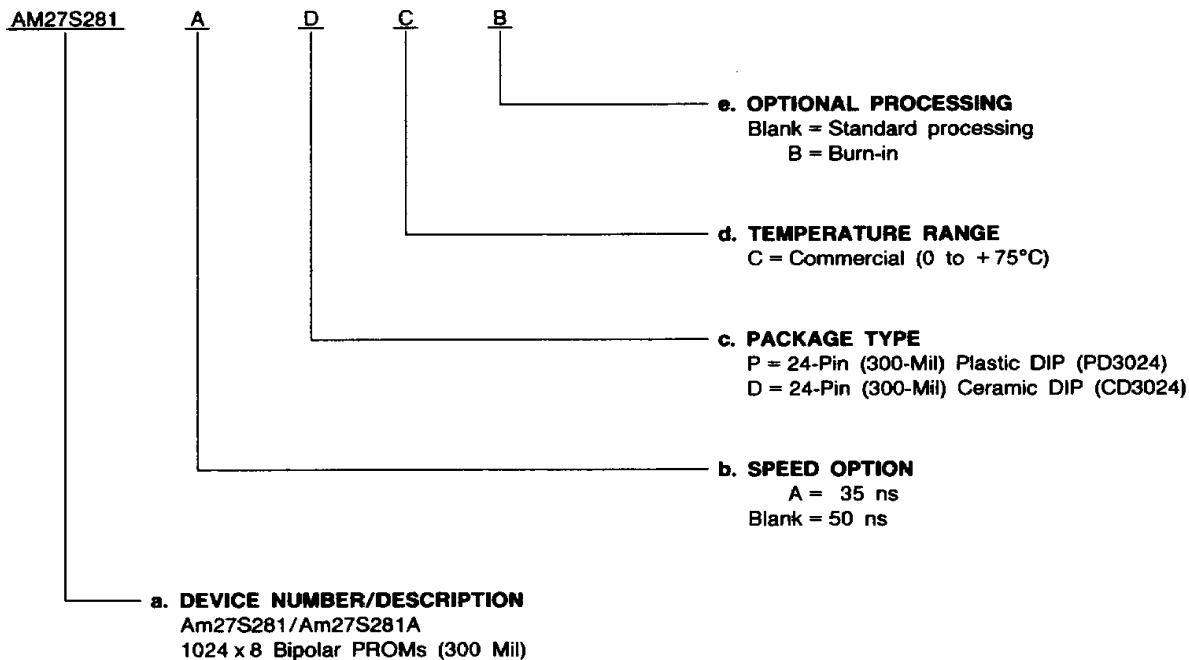 AM27S281 A D C B
e. OPTIONAL PROCESSING
Blank = Standard processing
B = Burn-in
d. TEMPERATURE RANGE
C = Commercial (0 to +75°C)
c. PACKAGE TYPE
P = 24-Pin (300-Mil) Plastic DIP (PD3024)
D = 24-Pin (300-Mil) Ceramic DIP (CD3024)
b. SPEED OPTION
A = 35 ns
Blank = 50 ns
a. DEVICE NUMBER/DESCRIPTION
Am27S281/Am27S281A
1024 x 8 Bipolar PROMs (300 Mil)